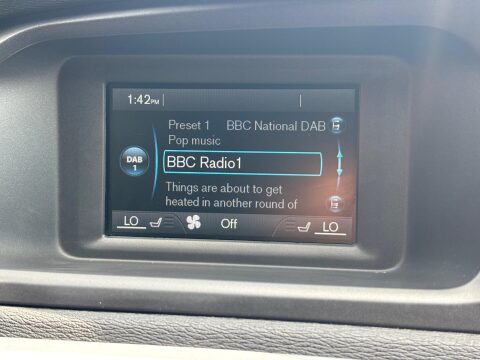 1:42PM
Preset 1 BBC National DAB
Pop music
DAB
1
BBC Radio1
Things are about to get
heated in another round of
LO Off LO